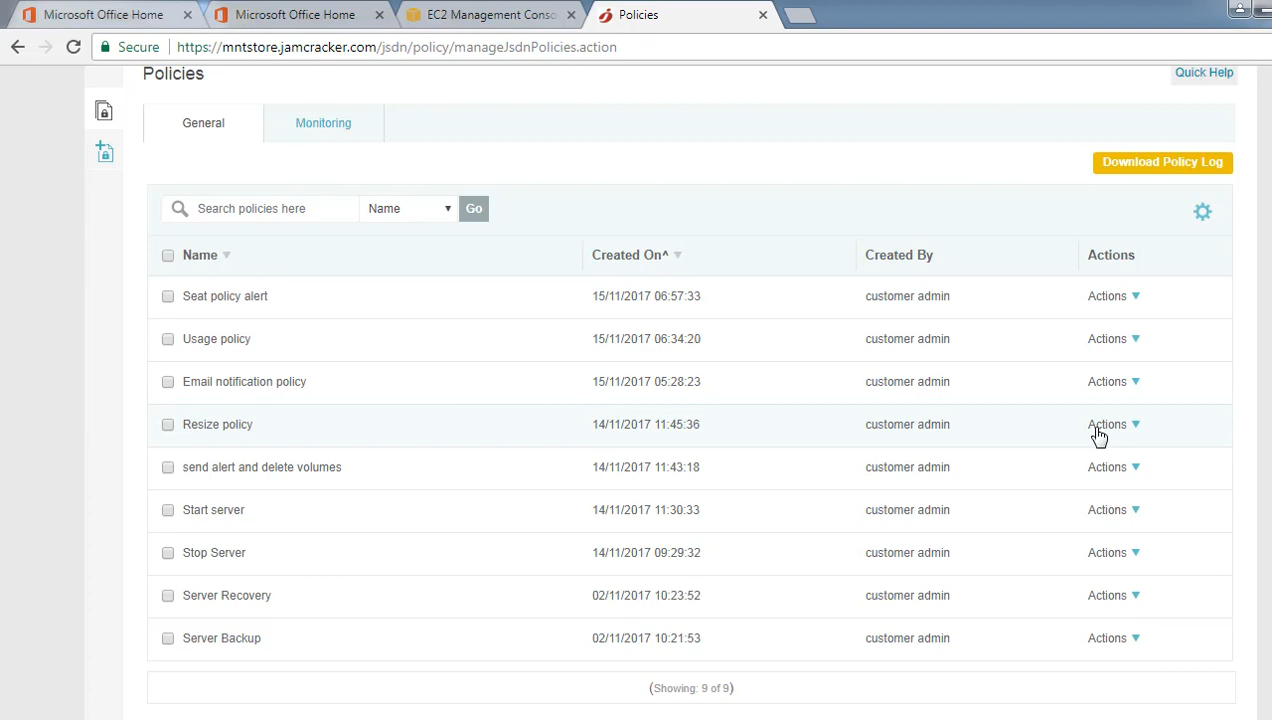 Microsoft Office Home
Microsoft Office Home
EC2 Management Conso
Policies
Secure https://mntstore.jamcracker.com/jsdn/policy/manageJsdnPolicies.action
Policies
Quick Help
General
Monitoring
Download Policy Log
Search policies here Name Go
Name Created On^ Created By Actions
Seat policy alert 15/11/2017 06:57:33 customer admin Actions
Usage policy 15/11/2017 06:34:20 customer admin Actions
Email notification policy 15/11/2017 05:28:23 customer admin Actions
Resize policy 14/11/2017 11:45:36 customer admin Actions
send alert and delete volumes 14/11/2017 11:43:18 customer admin Actions
Start server 14/11/2017 11:30:33 customer admin Actions
Stop Server 14/11/2017 09:29:32 customer admin Actions
Server Recovery 02/11/2017 10:23:52 customer admin Actions
Server Backup 02/11/2017 10:21:53 customer admin Actions
(Showing: 9 of 9)